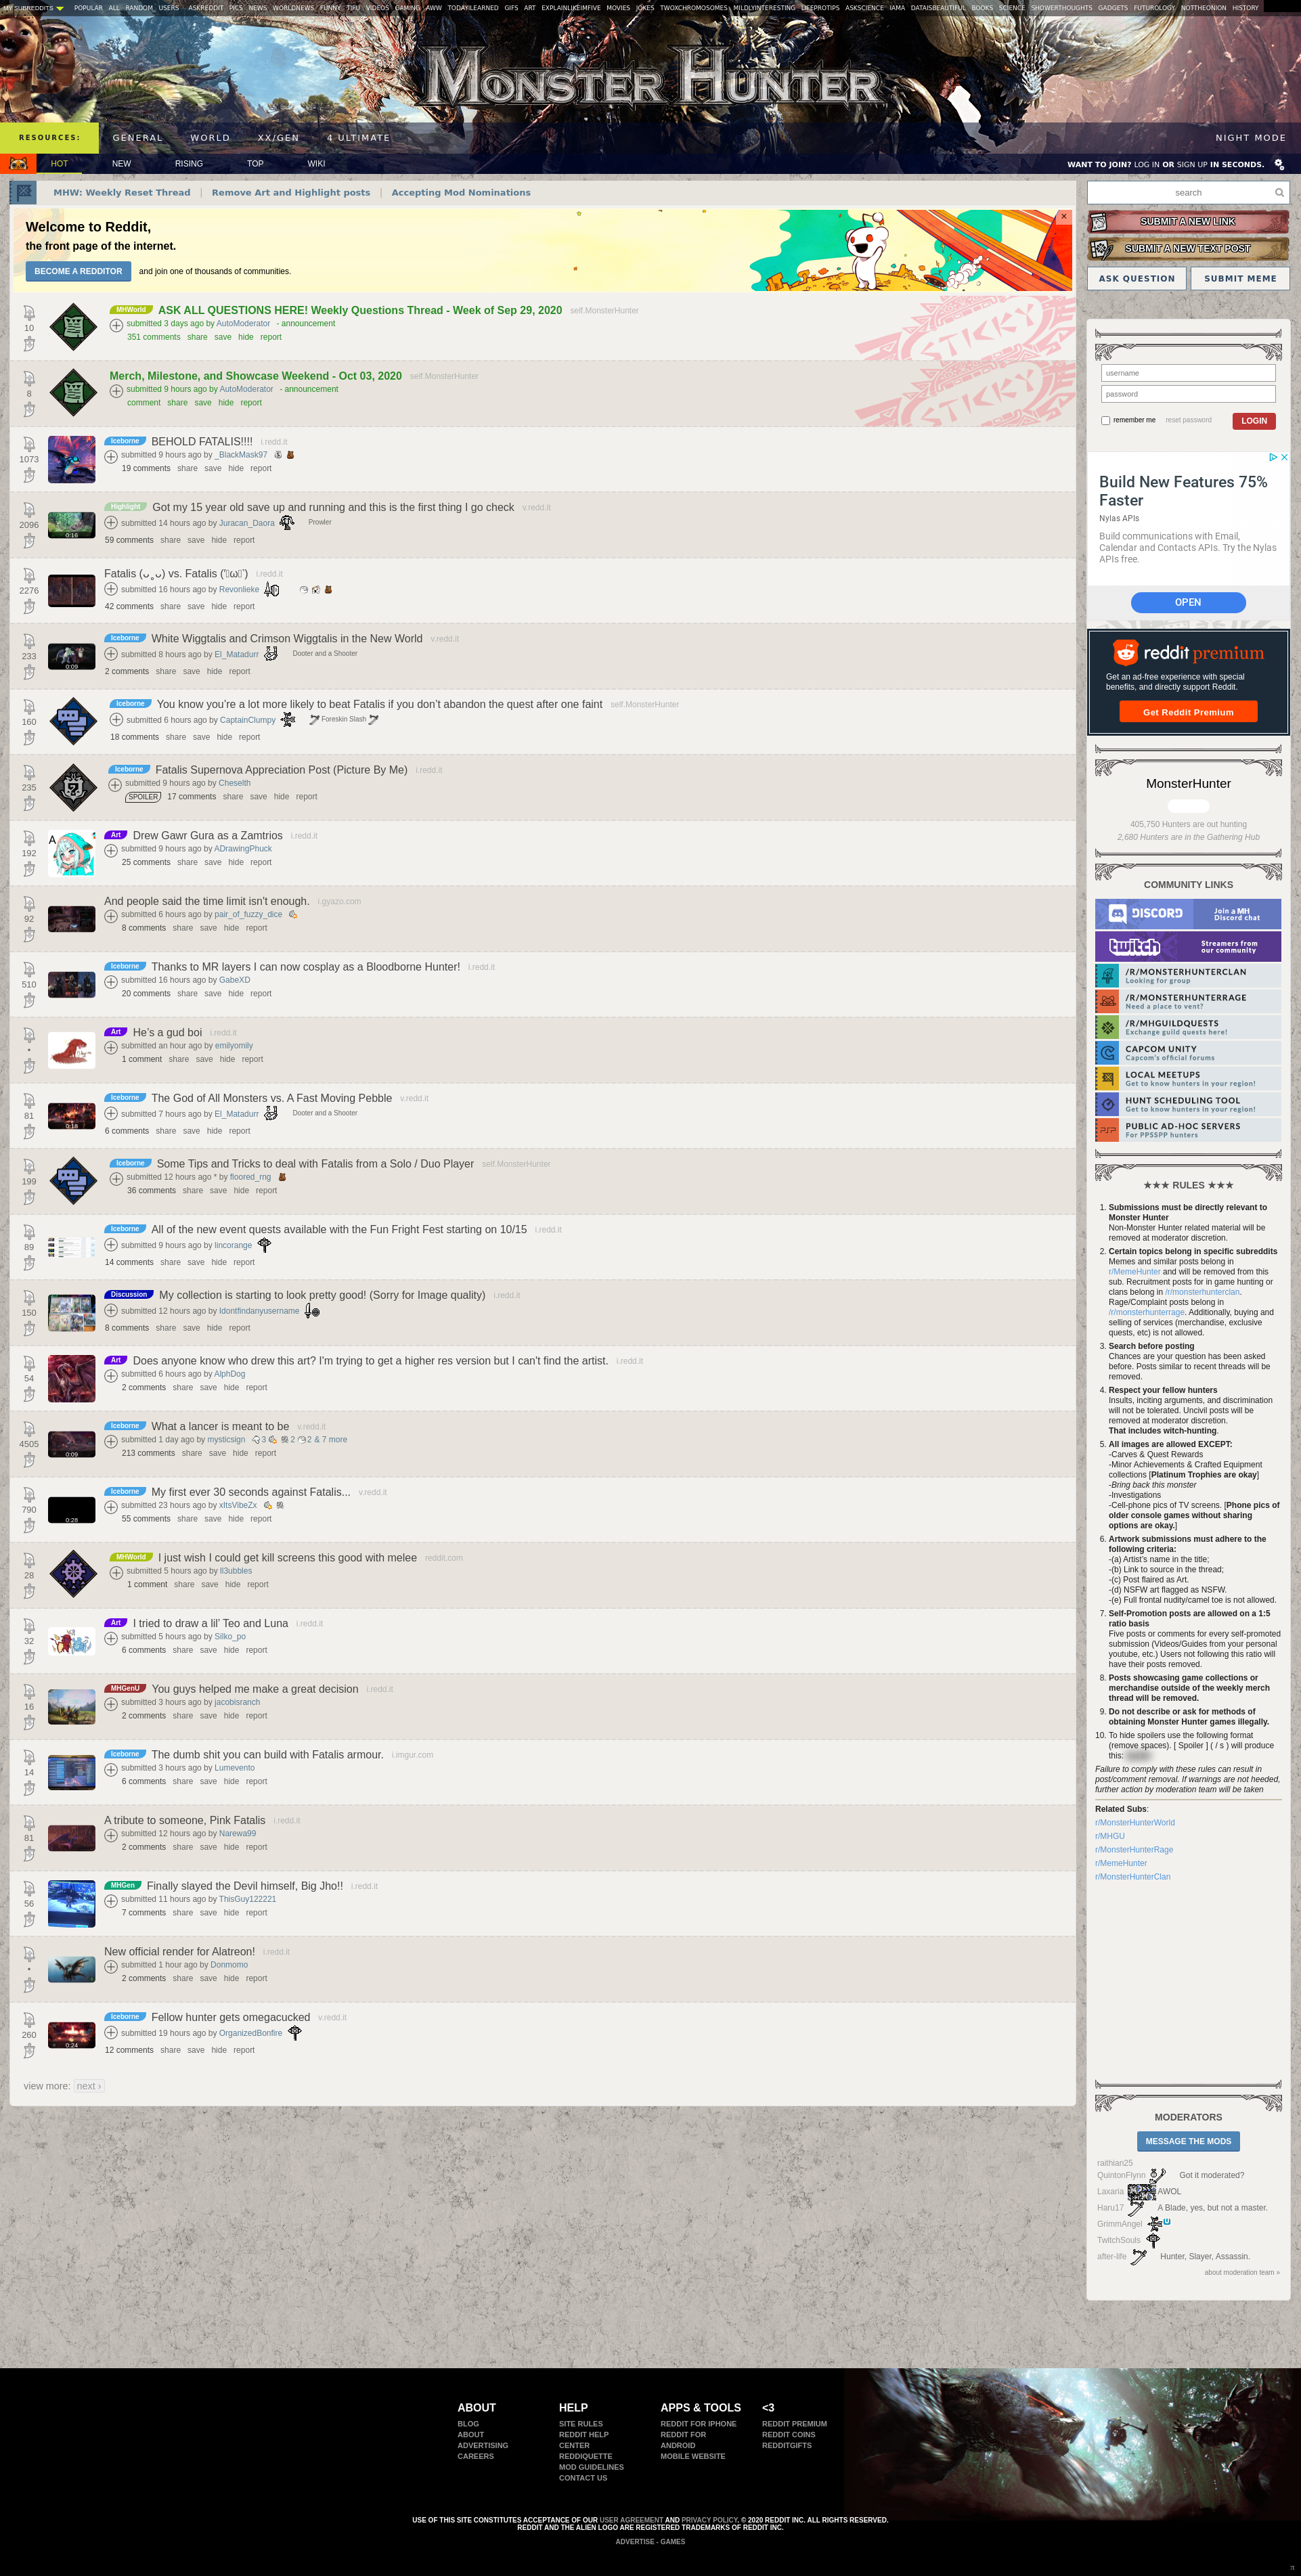 MY SUBREDDITS POPULAR ALL RANDOM USERS ASKREDDIT PICS NEWS WORLDNEWS FUNNY TIFU VIDEOS GAMING AWW TODAYILEARNED GIFS ART EXPLAINLIKEIMFIVE MOVIES JOKES TWOXCHROMOSOMES MILDLYINTERESTING LIFEPROTIPS ASKSCIENCE IAMA DATAISBEAUTIFUL BOOKS SCIENCE SHOWERTHOUGHTS GADGETS FUTUROLOGY NOTTHEONION HISTORY
MONSTER HUNTER
RESOURCES: GENERAL WORLD XX/GEN 4 ULTIMATE NIGHT MODE
HOT NEW RISING TOP WIKI WANT TO JOIN? LOG IN OR SIGN UP IN SECONDS.
MHW: Weekly Reset Thread | Remove Art and Highlight posts | Accepting Mod Nominations
Welcome to Reddit,
the front page of the internet.
BECOME A REDDITOR and join one of thousands of communities.
10
MHWorld ASK ALL QUESTIONS HERE! Weekly Questions Thread - Week of Sep 29, 2020 self.MonsterHunter
submitted 3 days ago by AutoModerator - announcement
351 comments share save hide report
8
Merch, Milestone, and Showcase Weekend - Oct 03, 2020 self.MonsterHunter
submitted 9 hours ago by AutoModerator - announcement
comment share save hide report
1073
Iceborne BEHOLD FATALIS!!!! i.redd.it
submitted 9 hours ago by _BlackMask97
19 comments share save hide report
2096
0:16
Highlight Got my 15 year old save up and running and this is the first thing I go check v.redd.it
submitted 14 hours ago by Juracan_Daora Prowler
59 comments share save hide report
2276
Fatalis (ᴗ˳ᴗ) vs. Fatalis ('ω') i.redd.it
submitted 16 hours ago by Revonlieke
42 comments share save hide report
233
0:09
Iceborne White Wiggtalis and Crimson Wiggtalis in the New World v.redd.it
submitted 8 hours ago by El_Matadurr Dooter and a Shooter
2 comments share save hide report
160
Iceborne You know you’re a lot more likely to beat Fatalis if you don’t abandon the quest after one faint self.MonsterHunter
submitted 6 hours ago by CaptainClumpy Foreskin Slash
18 comments share save hide report
235
Iceborne Fatalis Supernova Appreciation Post (Picture By Me) i.redd.it
submitted 9 hours ago by Cheselth
SPOILER 17 comments share save hide report
192
Art Drew Gawr Gura as a Zamtrios i.redd.it
submitted 9 hours ago by ADrawingPhuck
25 comments share save hide report
92
And people said the time limit isn't enough. i.gyazo.com
submitted 6 hours ago by pair_of_fuzzy_dice
8 comments share save hide report
510
Iceborne Thanks to MR layers I can now cosplay as a Bloodborne Hunter! i.redd.it
submitted 16 hours ago by GabeXD
20 comments share save hide report
•
Art He’s a gud boi i.redd.it
submitted an hour ago by emilyomily
1 comment share save hide report
81
0:18
Iceborne The God of All Monsters vs. A Fast Moving Pebble v.redd.it
submitted 7 hours ago by El_Matadurr Dooter and a Shooter
6 comments share save hide report
199
Iceborne Some Tips and Tricks to deal with Fatalis from a Solo / Duo Player self.MonsterHunter
submitted 12 hours ago * by floored_rng
36 comments share save hide report
89
Iceborne All of the new event quests available with the Fun Fright Fest starting on 10/15 i.redd.it
submitted 9 hours ago by lincorange
14 comments share save hide report
150
Discussion My collection is starting to look pretty good! (Sorry for Image quality) i.redd.it
submitted 12 hours ago by Idontfindanyusername
8 comments share save hide report
54
Art Does anyone know who drew this art? I'm trying to get a higher res version but I can't find the artist. i.redd.it
submitted 6 hours ago by AlphDog
2 comments share save hide report
4505
0:09
Iceborne What a lancer is meant to be v.redd.it
submitted 1 day ago by mysticsign 3 2 2 & 7 more
213 comments share save hide report
790
0:28
Iceborne My first ever 30 seconds against Fatalis... v.redd.it
submitted 23 hours ago by xItsVibeZx
55 comments share save hide report
28
MHWorld I just wish I could get kill screens this good with melee reddit.com
submitted 5 hours ago by ll3ubbles
1 comment share save hide report
32
Art I tried to draw a lil’ Teo and Luna i.redd.it
submitted 5 hours ago by Silko_po
6 comments share save hide report
16
MHGenU You guys helped me make a great decision i.redd.it
submitted 3 hours ago by jacobisranch
2 comments share save hide report
14
Iceborne The dumb shit you can build with Fatalis armour. i.imgur.com
submitted 3 hours ago by Lumevento
6 comments share save hide report
81
A tribute to someone, Pink Fatalis i.redd.it
submitted 12 hours ago by Narewa99
2 comments share save hide report
56
MHGen Finally slayed the Devil himself, Big Jho!! i.redd.it
submitted 11 hours ago by ThisGuy122221
7 comments share save hide report
•
New official render for Alatreon! i.redd.it
submitted 1 hour ago by Donmomo
2 comments share save hide report
260
0:24
Iceborne Fellow hunter gets omegacucked v.redd.it
submitted 19 hours ago by OrganizedBonfire
12 comments share save hide report
view more: next ›
search
SUBMIT A NEW LINK
SUBMIT A NEW TEXT POST
ASK QUESTION SUBMIT MEME
username
password
remember me reset password LOGIN
Build New Features 75%
Faster
Nylas APIs
Build communications with Email,
Calendar and Contacts APIs. Try the Nylas
APIs free.
OPEN
reddit premium
Get an ad-free experience with special
benefits, and directly support Reddit.
Get Reddit Premium
MonsterHunter
405,750 Hunters are out hunting
2,680 Hunters are in the Gathering Hub
COMMUNITY LINKS
DISCORD Join a MH
Discord chat
twitch Streamers from
our community
/R/MONSTERHUNTERCLAN
Looking for group
/R/MONSTERHUNTERRAGE
Need a place to vent?
/R/MHGUILDQUESTS
Exchange guild quests here!
CAPCOM UNITY
Capcom's official forums
LOCAL MEETUPS
Get to know hunters in your region!
HUNT SCHEDULING TOOL
Get to know hunters in your region!
PUBLIC AD-HOC SERVERS
For PPSSPP hunters
★★★ RULES ★★★
1. Submissions must be directly relevant to
Monster Hunter
Non-Monster Hunter related material will be
removed at moderator discretion.
2. Certain topics belong in specific subreddits
Memes and similar posts belong in
r/MemeHunter and will be removed from this
sub. Recruitment posts for in game hunting or
clans belong in /r/monsterhunterclan.
Rage/Complaint posts belong in
/r/monsterhunterrage. Additionally, buying and
selling of services (merchandise, exclusive
quests, etc) is not allowed.
3. Search before posting
Chances are your question has been asked
before. Posts similar to recent threads will be
removed.
4. Respect your fellow hunters
Insults, inciting arguments, and discrimination
will not be tolerated. Uncivil posts will be
removed at moderator discretion.
That includes witch-hunting.
5. All images are allowed EXCEPT:
-Carves & Quest Rewards
-Minor Achievements & Crafted Equipment
collections [Platinum Trophies are okay]
-Bring back this monster
-Investigations
-Cell-phone pics of TV screens. [Phone pics of
older console games without sharing
options are okay.]
6. Artwork submissions must adhere to the
following criteria:
-(a) Artist’s name in the title;
-(b) Link to source in the thread;
-(c) Post flaired as Art.
-(d) NSFW art flagged as NSFW.
-(e) Full frontal nudity/camel toe is not allowed.
7. Self-Promotion posts are allowed on a 1:5
ratio basis
Five posts or comments for every self-promoted
submission (Videos/Guides from your personal
youtube, etc.) Users not following this ratio will
have their posts removed.
8. Posts showcasing game collections or
merchandise outside of the weekly merch
thread will be removed.
9. Do not describe or ask for methods of
obtaining Monster Hunter games illegally.
10. To hide spoilers use the following format
(remove spaces). [ Spoiler ] ( / s ) will produce
this:
Failure to comply with these rules can result in
post/comment removal. If warnings are not heeded,
further action by moderation team will be taken
Related Subs:
r/MonsterHunterWorld
r/MHGU
r/MonsterHunterRage
r/MemeHunter
r/MonsterHunterClan
MODERATORS
MESSAGE THE MODS
raithian25
QuintonFlynn Got it moderated?
Laxaria AWOL
Haru17 A Blade, yes, but not a master.
GrimmAngel
TwitchSouls
after-life Hunter, Slayer, Assassin.
about moderation team »
ABOUT
BLOG
ABOUT
ADVERTISING
CAREERS
HELP
SITE RULES
REDDIT HELP
CENTER
REDDIQUETTE
MOD GUIDELINES
CONTACT US
APPS & TOOLS
REDDIT FOR IPHONE
REDDIT FOR
ANDROID
MOBILE WEBSITE
<3
REDDIT PREMIUM
REDDIT COINS
REDDITGIFTS
USE OF THIS SITE CONSTITUTES ACCEPTANCE OF OUR USER AGREEMENT AND PRIVACY POLICY. © 2020 REDDIT INC. ALL RIGHTS RESERVED.
REDDIT AND THE ALIEN LOGO ARE REGISTERED TRADEMARKS OF REDDIT INC.
ADVERTISE - GAMES
π